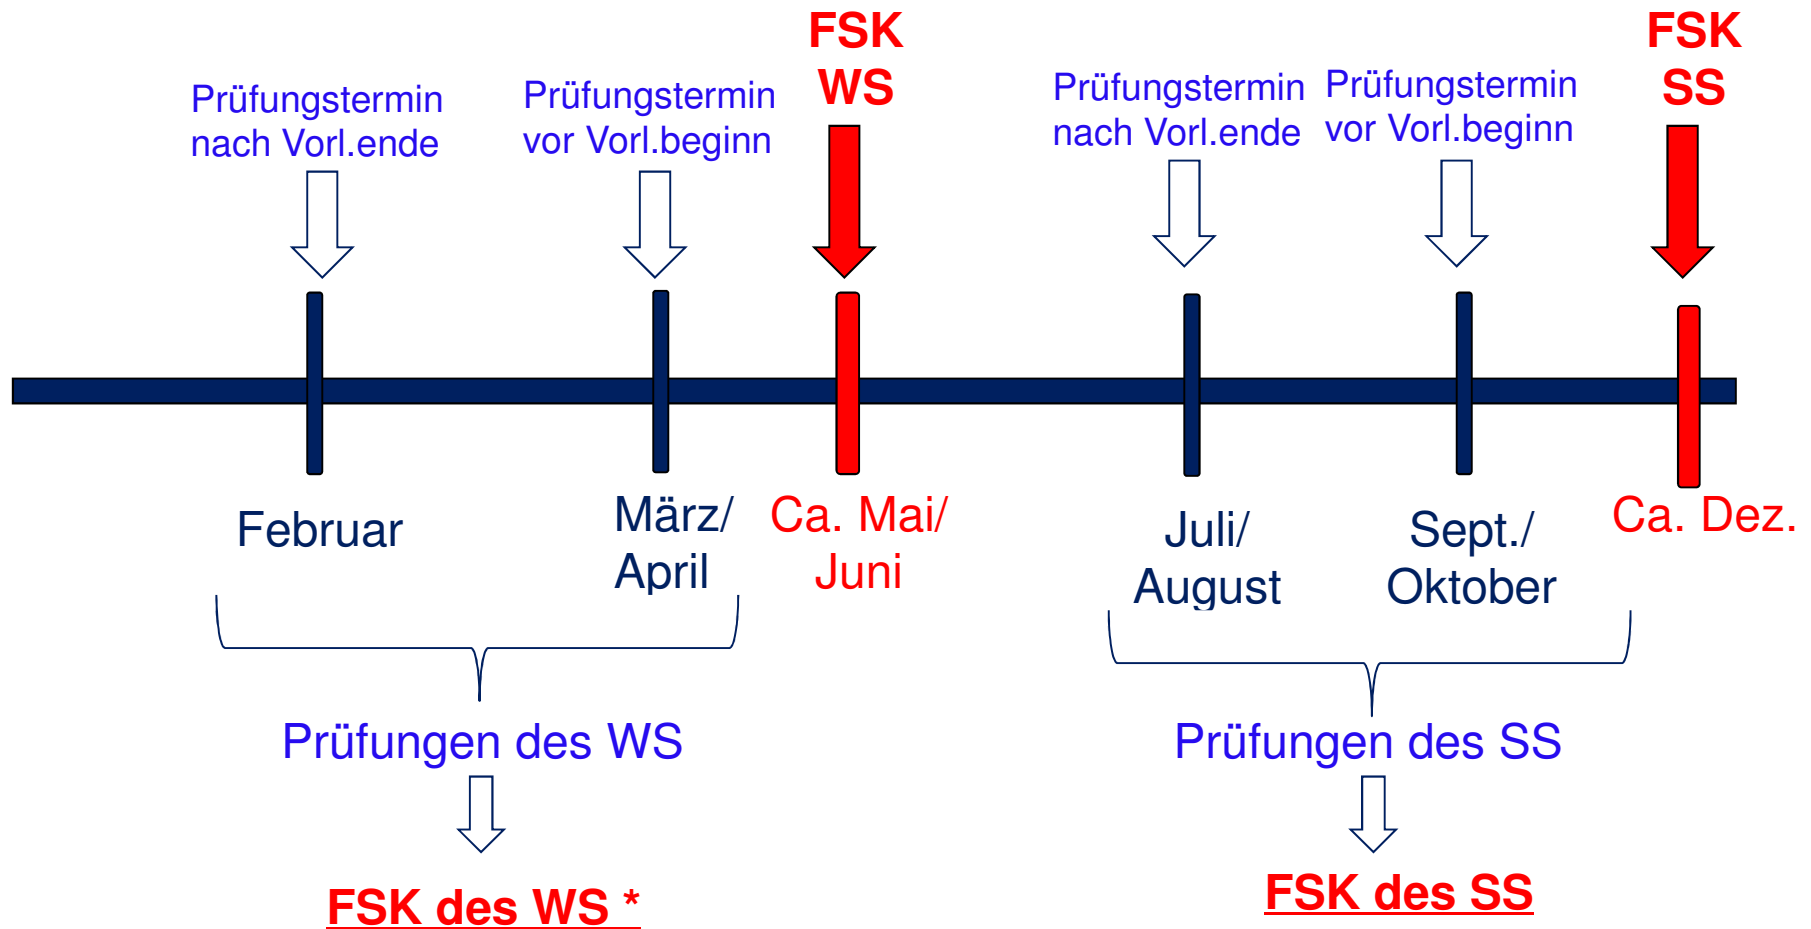 FSK
WS
FSK
SS
Prüfungstermin
nach Vorl.ende
Prüfungstermin
vor Vorl.beginn
Prüfungstermin
nach Vorl.ende
Prüfungstermin
vor Vorl.beginn
Februar
März/
April
Ca. Mai/
Juni
Juli/
August
Sept./
Oktober
Ca. Dez.
Prüfungen des WS
Prüfungen des SS
FSK des WS *
FSK des SS